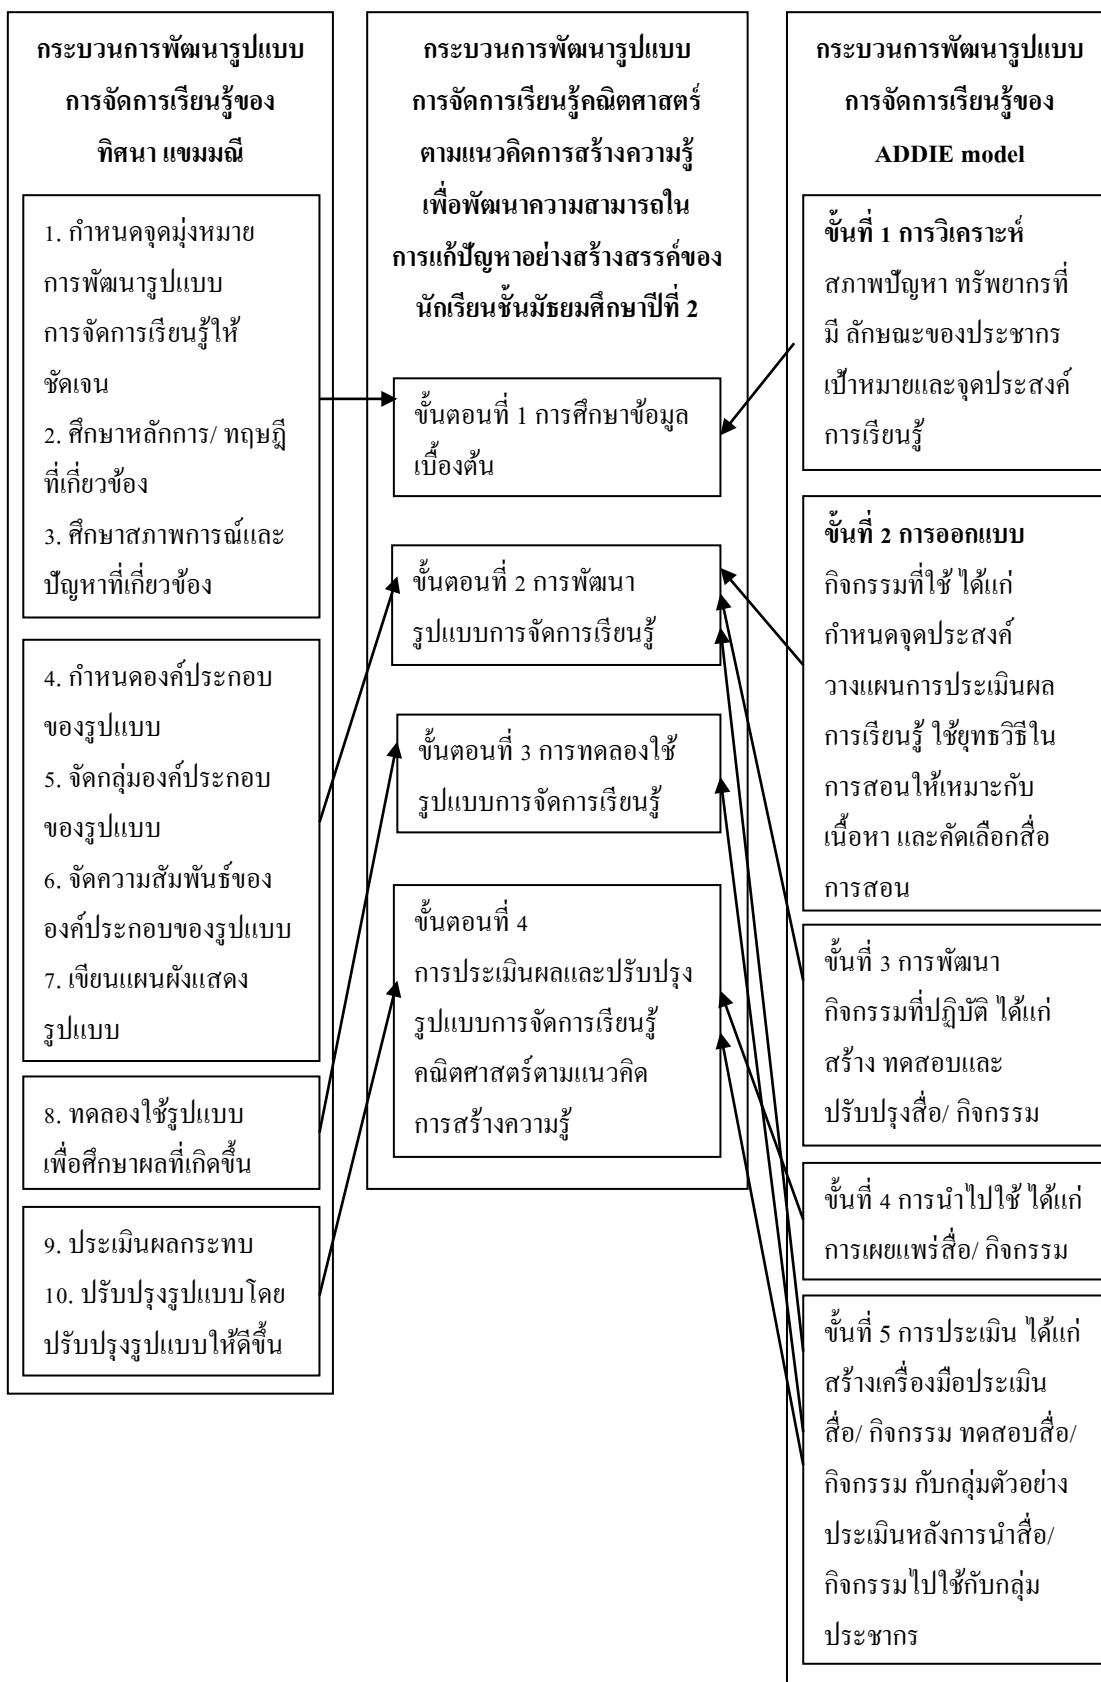 กระบวนการพัฒนารูปแบบ
การจัดการเรียนรู้ของ
ทิศนา แขมมณี
1. กำหนดจุดมุ่งหมาย
การพัฒนารูปแบบ
การจัดการเรียนรู้ให้
ชัดเจน
2. ศึกษาหลักการ/ ทฤษฎี
ที่เกี่ยวข้อง
3. ศึกษาสภาพการณ์และ
ปัญหาที่เกี่ยวข้อง
4. กำหนดองค์ประกอบ
ของรูปแบบ
5. จัดกลุ่มองค์ประกอบ
ของรูปแบบ
6. จัดความสัมพันธ์ของ
องค์ประกอบของรูปแบบ
7. เขียนแผนผังแสดง
รูปแบบ
8. ทดลองใช้รูปแบบ
เพื่อศึกษาผลที่เกิดขึ้น
9. ประเมินผลกระทบ
10. ปรับปรุงรูปแบบโดย
ปรับปรุงรูปแบบให้ดีขึ้น
กระบวนการพัฒนารูปแบบ
การจัดการเรียนรู้คณิตศาสตร์
ตามแนวคิดการสร้างความรู้
เพื่อพัฒนาความสามารถใน
การแก้ปัญหาอย่างสร้างสรรค์ของ
นักเรียนชั้นมัธยมศึกษาปีที่ 2
ขั้นตอนที่ 1 การศึกษาข้อมูล
เบื้องต้น
ขั้นตอนที่ 2 การพัฒนา
รูปแบบการจัดการเรียนรู้
ขั้นตอนที่ 3 การทดลองใช้
รูปแบบการจัดการเรียนรู้
ขั้นตอนที่ 4
การประเมินผลและปรับปรุง
รูปแบบการจัดการเรียนรู้
คณิตศาสตร์ตามแนวคิด
การสร้างความรู้
กระบวนการพัฒนารูปแบบ
การจัดการเรียนรู้ของ
ADDIE model
ขั้นที่ 1 การวิเคราะห์
สภาพปัญหา ทรัพยากรที่
มี ลักษณะของประชากร
เป้าหมายและจุดประสงค์
การเรียนรู้
ขั้นที่ 2 การออกแบบ
กิจกรรมที่ใช้ ได้แก่
กำหนดจุดประสงค์
วางแผนการประเมินผล
การเรียนรู้ ใช้ยุทธวิธีใน
การสอนให้เหมาะกับ
เนื้อหา และคัดเลือกสื่อ
การสอน
ขั้นที่ 3 การพัฒนา
กิจกรรมที่ปฏิบัติ ได้แก่
สร้าง ทดสอบและ
ปรับปรุงสื่อ/ กิจกรรม
ขั้นที่ 4 การนำไปใช้ ได้แก่
การเผยแพร่สื่อ/ กิจกรรม
ขั้นที่ 5 การประเมิน ได้แก่
สร้างเครื่องมือประเมิน
สื่อ/ กิจกรรม ทดสอบสื่อ/
กิจกรรม กับกลุ่มตัวอย่าง
ประเมินหลังการนำสื่อ/
กิจกรรมไปใช้กับกลุ่ม
ประชากร